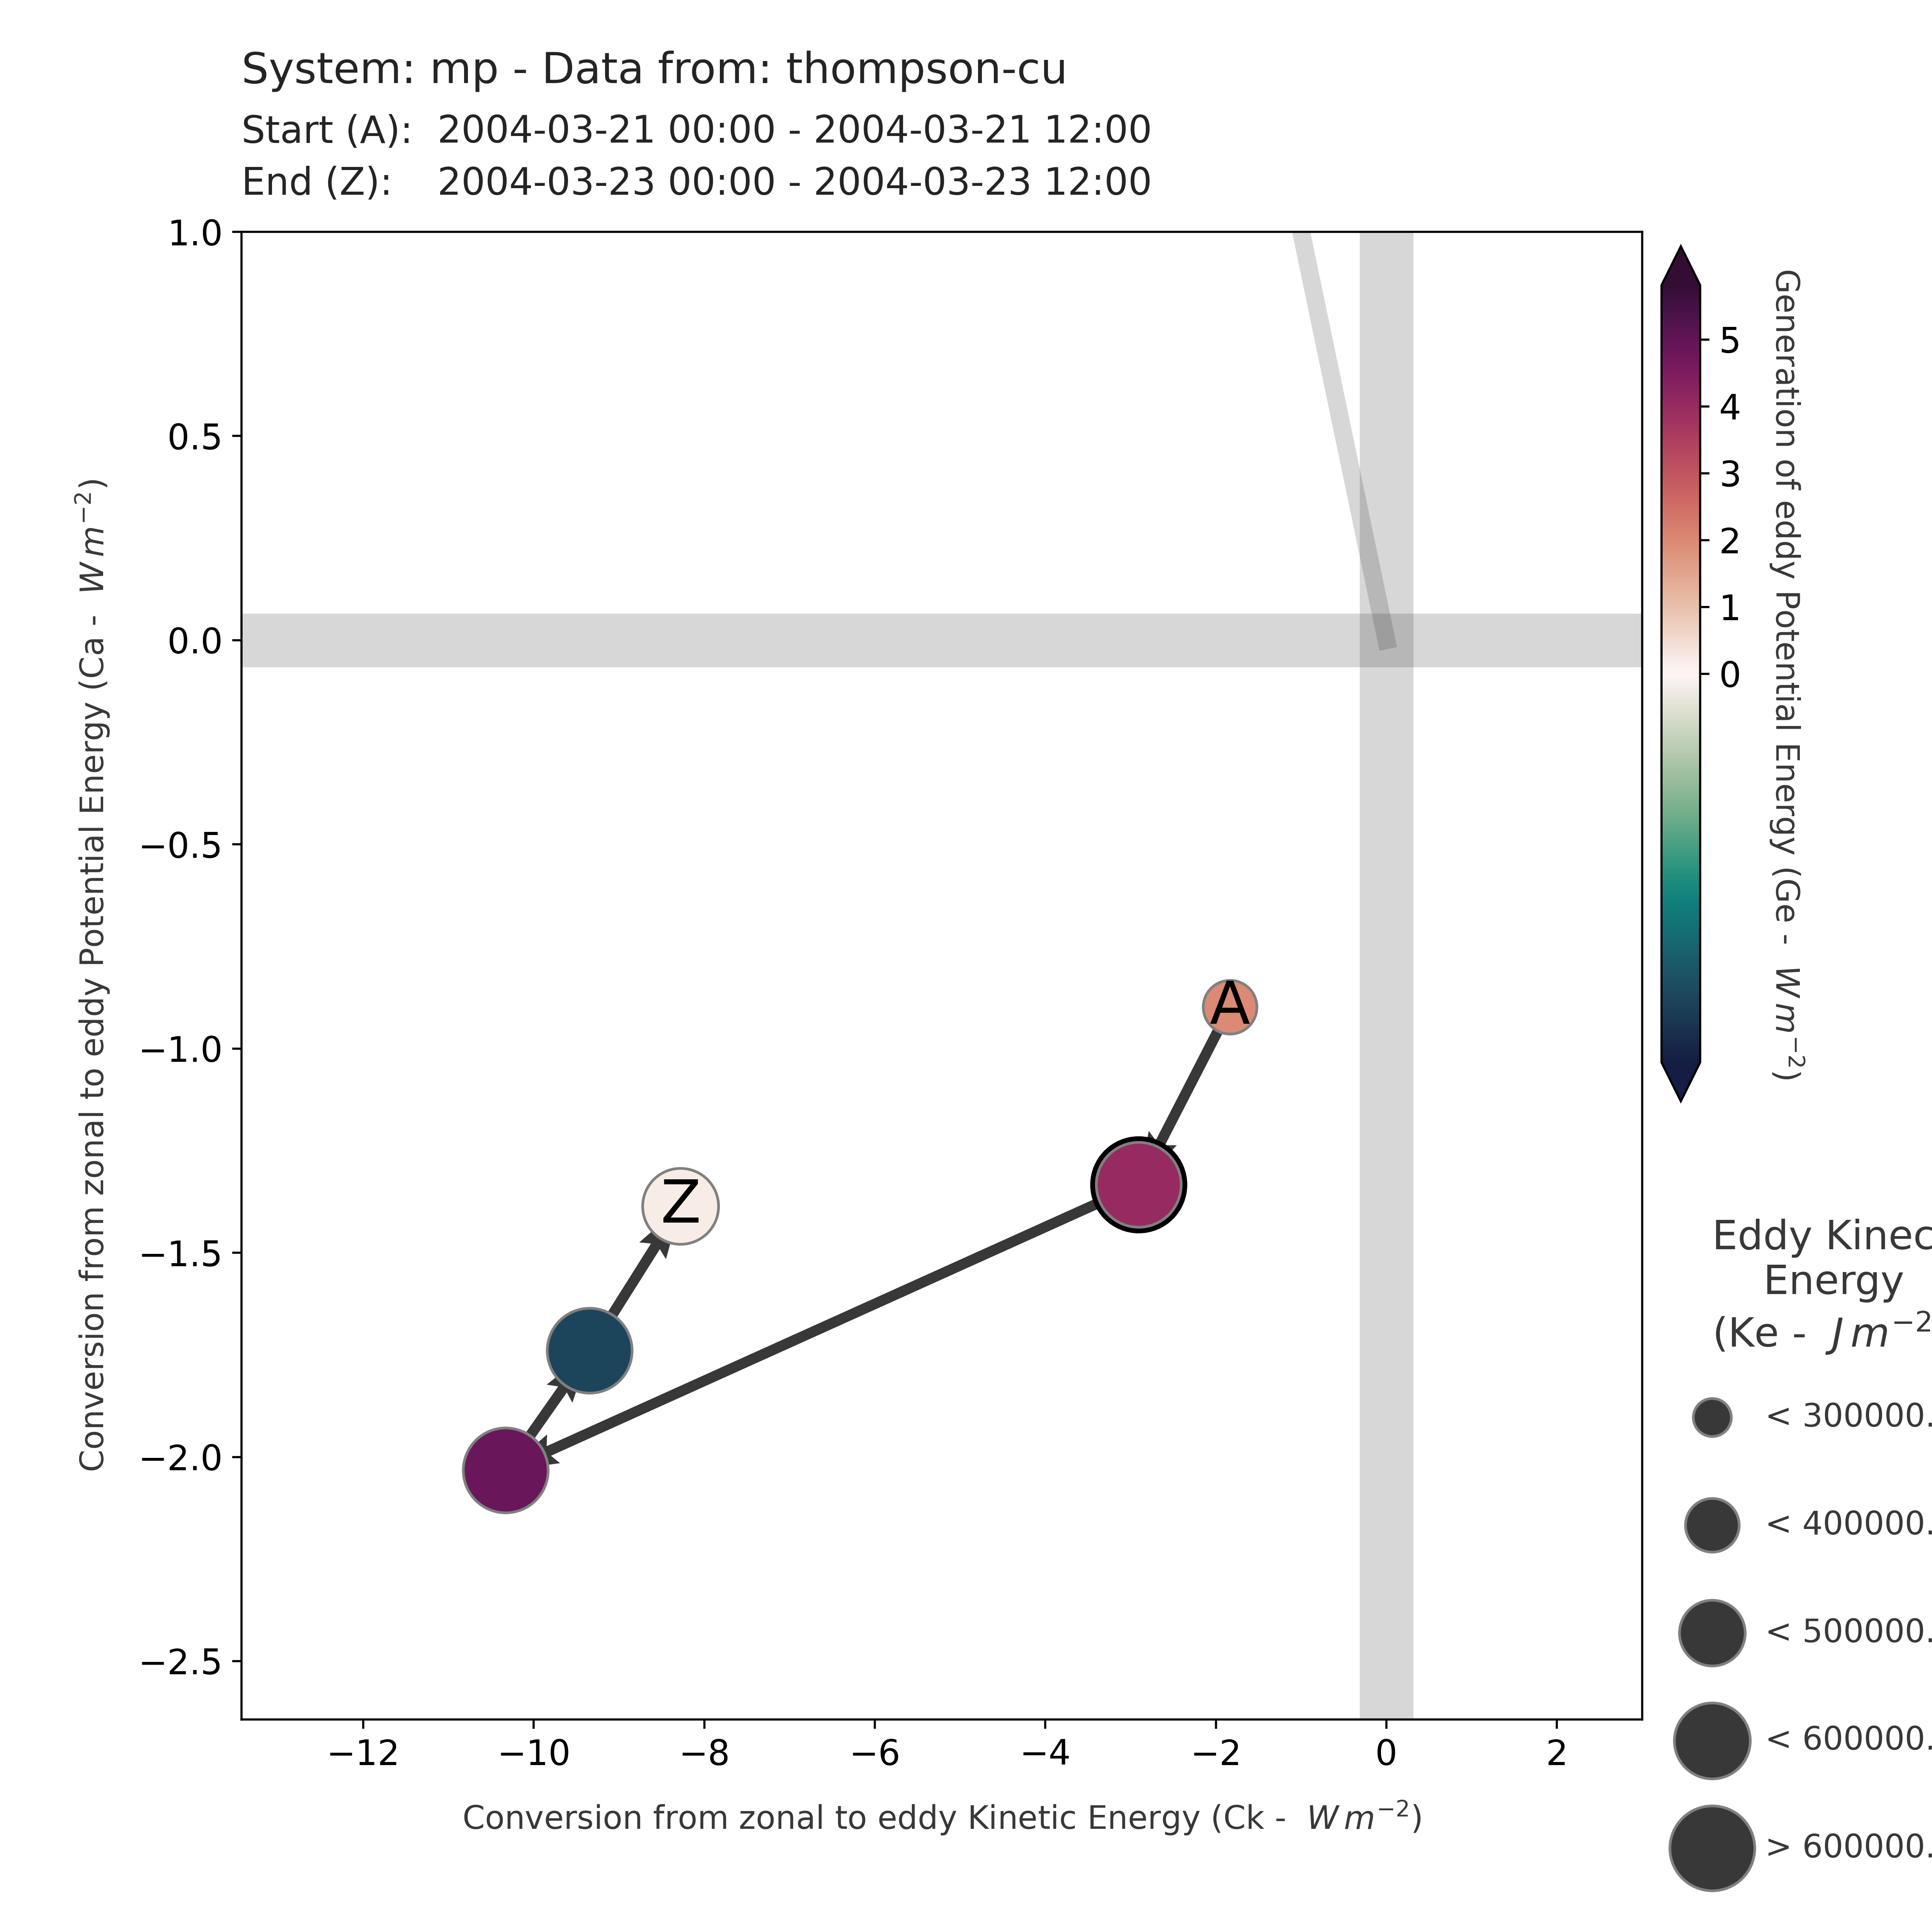 System: mp - Data from: thompson-cu
Start (A): 2004-03-21 00:00 - 2004-03-21 12:00
End (Z): 2004-03-23 00:00 - 2004-03-23 12:00
1.0
0.5
0.0
−0.5
−1.0
−1.5
−2.0
−2.5
Conversion from zonal to eddy Potential Energy (Ca - W m⁻²)
A
Z
−12
−10
−8
−6
−4
−2
0
2
Conversion from zonal to eddy Kinetic Energy (Ck - W m⁻²)
5
4
3
2
1
0
Generation of eddy Potential Energy (Ge - W m⁻²)
Eddy Kinec
Energy
(Ke - J m⁻²
< 300000.
< 400000.
< 500000.
< 600000.
> 600000.